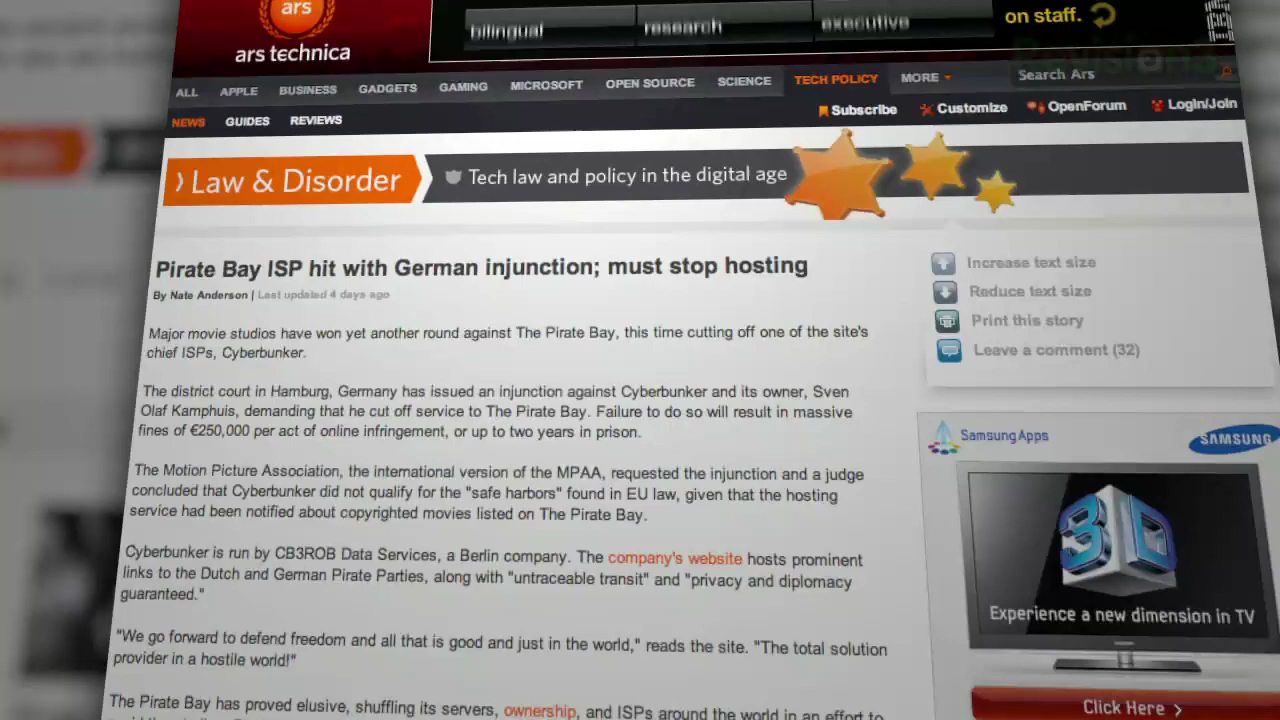 ars
ars technica
bilingual
research
executive
on staff.
ALL
APPLE
BUSINESS
GADGETS
GAMING
MICROSOFT
OPEN SOURCE
SCIENCE
TECH POLICY
MORE
Search Ars
NEWS
GUIDES
REVIEWS
Subscribe
Customize
OpenForum
Login/Join
Law & Disorder
Tech law and policy in the digital age
Pirate Bay ISP hit with German injunction; must stop hosting
By Nate Anderson | Last updated 4 days ago
Major movie studios have won yet another round against The Pirate Bay, this time cutting off one of the site's
chief ISPs, Cyberbunker.
The district court in Hamburg, Germany has issued an injunction against Cyberbunker and its owner, Sven
Olaf Kamphuis, demanding that he cut off service to The Pirate Bay. Failure to do so will result in massive
fines of €250,000 per act of online infringement, or up to two years in prison.
The Motion Picture Association, the international version of the MPAA, requested the injunction and a judge
concluded that Cyberbunker did not qualify for the "safe harbors" found in EU law, given that the hosting
service had been notified about copyrighted movies listed on The Pirate Bay.
Cyberbunker is run by CB3ROB Data Services, a Berlin company. The company's website hosts prominent
links to the Dutch and German Pirate Parties, along with "untraceable transit" and "privacy and diplomacy
guaranteed."
"We go forward to defend freedom and all that is good and just in the world," reads the site. "The total solution
provider in a hostile world!"
The Pirate Bay has proved elusive, shuffling its servers, ownership, and ISPs around the world in an effort to
Increase text size
Reduce text size
Print this story
Leave a comment (32)
SamsungApps
SAMSUNG
3D
Experience a new dimension in TV
Click Here >